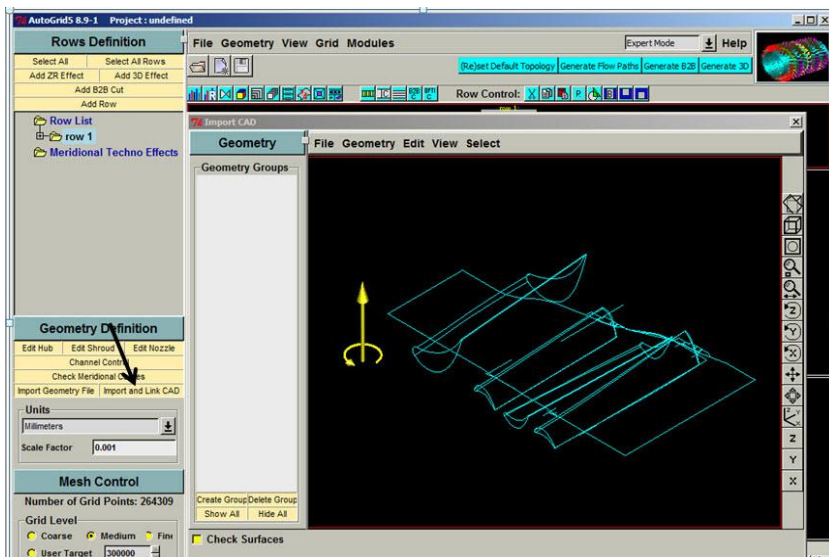 AutoGrid5 8.9-1 Project : undefined
Rows Definition
File Geometry View Grid Modules
Expert Mode
Help
Select All Select All Rows
Add ZR Effect Add 3D Effect
Add B2B Cut
Add Row
(Re)set Default Topology Generate Flow Paths Generate B2B Generate 3D
Row Control:
Row List
row 1
Meridional Techno Effects
Import CAD
Geometry
File Geometry Edit View Select
Geometry Groups
Geometry Definition
Edit Hub Edit Shroud Edit Nozzle
Channel Control
Check Meridional
Import Geometry File Import and Link CAD
Units
Millimeters
Scale Factor 0.001
Mesh Control
Number of Grid Points: 264309
Grid Level
Coarse Medium Fin
User Target 300000
Create Group Delete Group
Show All Hide All
Check Surfaces
Z
Y
X
Z
Y
X